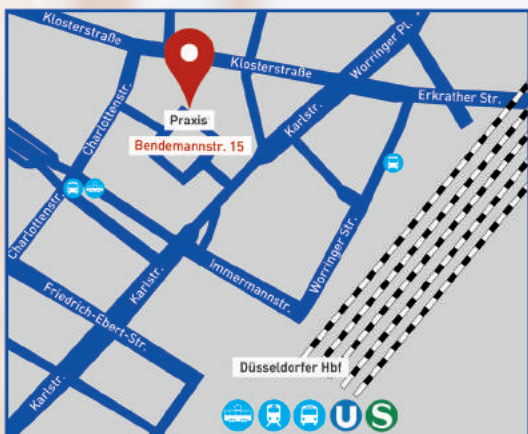 Klosterstraße
Klosterstraße
Worringer Pl.
Erkrather Str.
Charlottenstr.
Praxis
Bendemannstr. 15
Karlstr.
Charlottenstr.
Karlstr.
Immermannstr.
Worringer Str.
Friedrich-Ebert-Str.
Karlstr.
Düsseldorfer Hbf
U
S